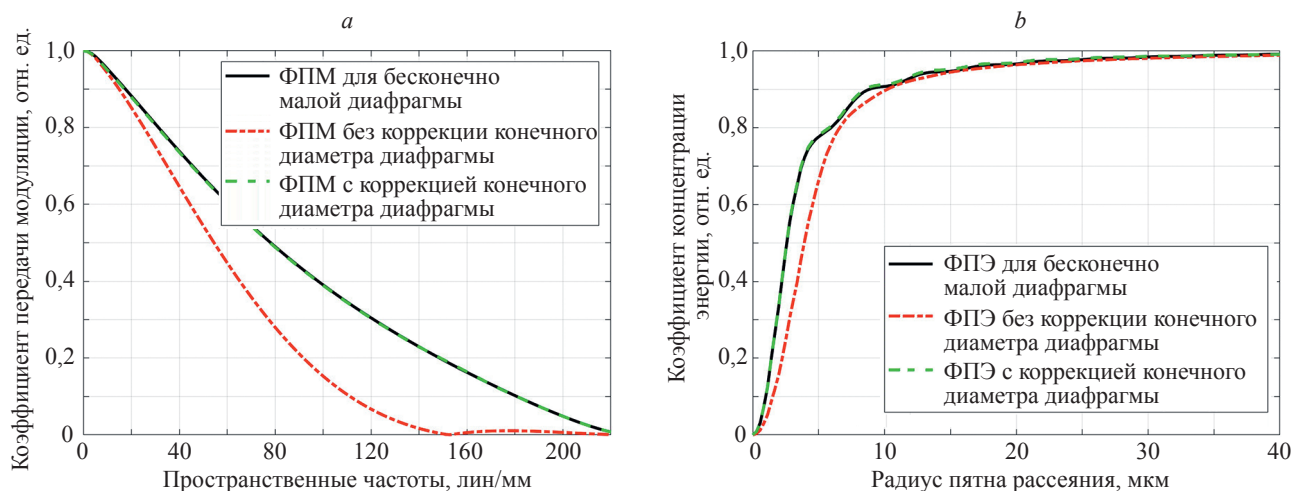 a
Коэффициент передачи модуляции, отн. ед.
1,0
0,8
0,6
0,4
0,2
0
ФПМ для бесконечно
малой диафрагмы
ФПМ без коррекции конечного
диаметра диафрагмы
ФПМ с коррекцией конечного
диаметра диафрагмы
0
40
80
120
160
200
Пространственные частоты, лин/мм
b
Коэффициент концентрации
энергии, отн. ед.
1,0
0,8
0,6
0,4
0,2
0
ФПЭ для бесконечно
малой диафрагмы
ФПЭ без коррекции конечного
диаметра диафрагмы
ФПЭ с коррекцией конечного
диаметра диафрагмы
0
10
20
30
40
Радиус пятна рассеяния, мкм